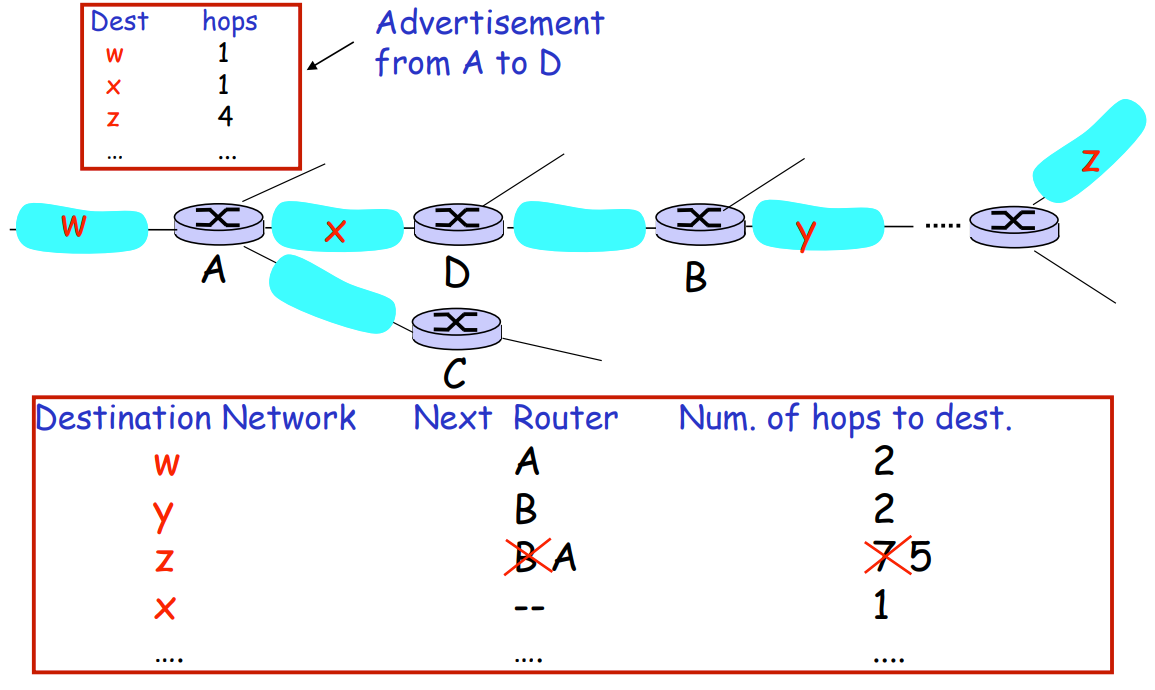 Dest hops
w 1
x 1
z 4
... ...
Advertisement
from A to D
w
A
x
D
B
y
.....
z
C
Destination Network Next Router Num. of hops to dest.
w A 2
y B 2
z B A 7 5
x -- 1
.... .... ....